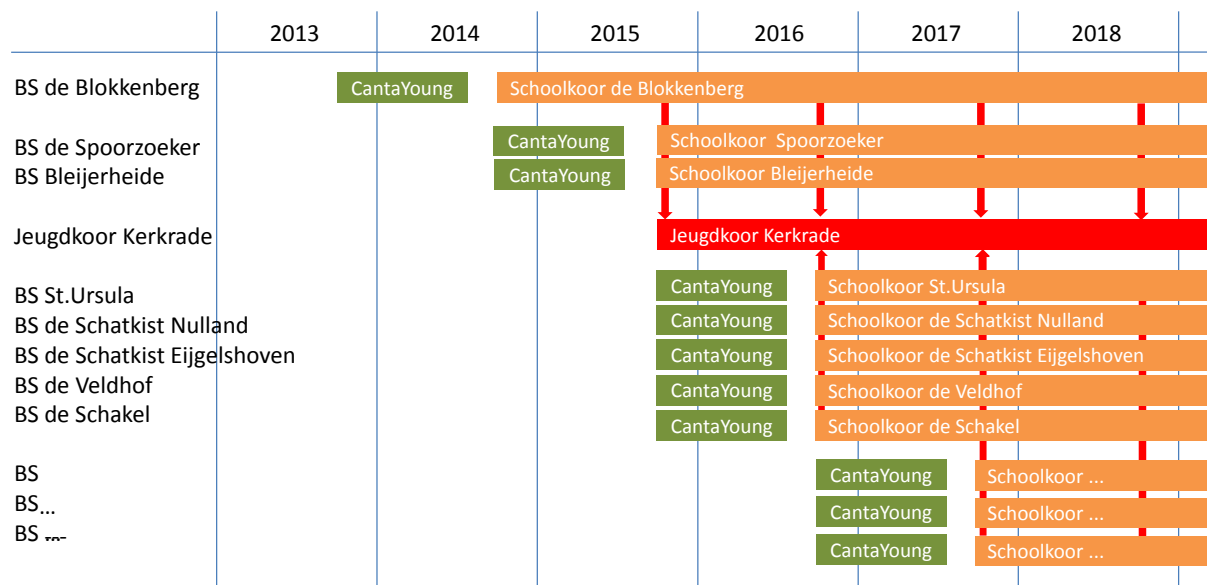 2013 2014 2015 2016 2017 2018
BS de Blokkenberg CantaYoung Schoolkoor de Blokkenberg
BS de Spoorzoeker CantaYoung Schoolkoor Spoorzoeker
BS Bleijerheide CantaYoung Schoolkoor Bleijerheide
Jeugdkoor Kerkrade Jeugdkoor Kerkrade
BS St.Ursula CantaYoung Schoolkoor St.Ursula
BS de Schatkist Nulland CantaYoung Schoolkoor de Schatkist Nulland
BS de Schatkist Eijgelshoven CantaYoung Schoolkoor de Schatkist Eijgelshoven
BS de Veldhof CantaYoung Schoolkoor de Veldhof
BS de Schakel CantaYoung Schoolkoor de Schakel
BS CantaYoung Schoolkoor ...
BS... CantaYoung Schoolkoor ...
BS CantaYoung Schoolkoor ...